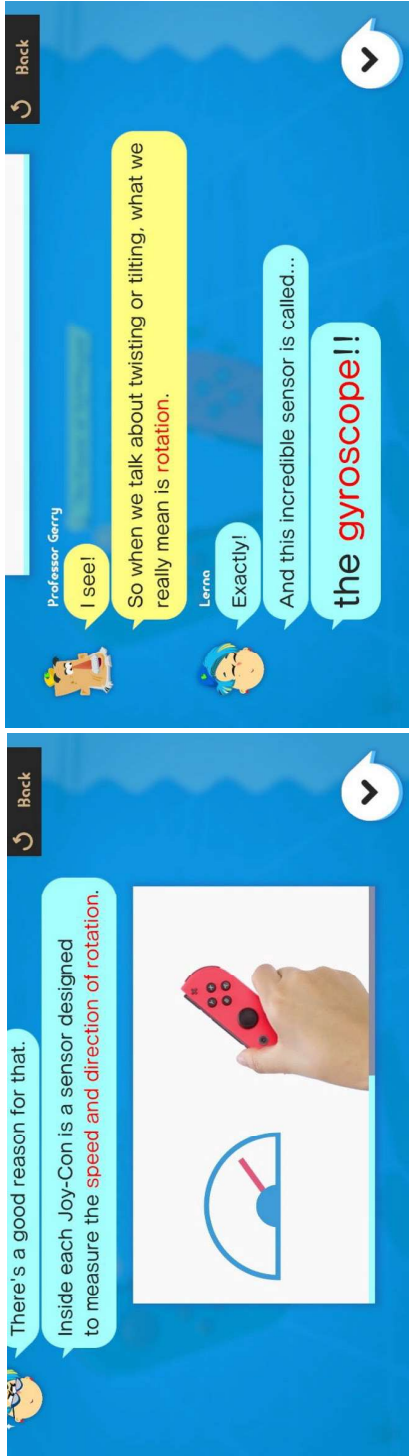 Back
There's a good reason for that.
Inside each Joy-Con is a sensor designed
to measure the speed and direction of rotation.
Back
Professor Gerry
I see!
So when we talk about twisting or tilting, what we
really mean is rotation.
Lerna
Exactly!
And this incredible sensor is called...
the gyroscope!!